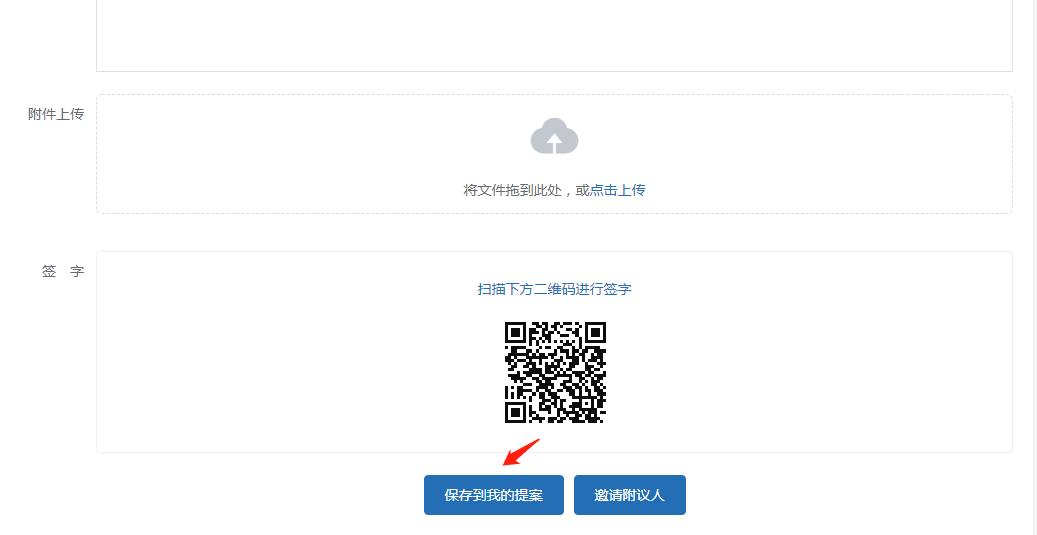 附件上传
将文件拖到此处，或点击上传
签 字
扫描下方二维码进行签字
保存到我的提案
邀请附议人